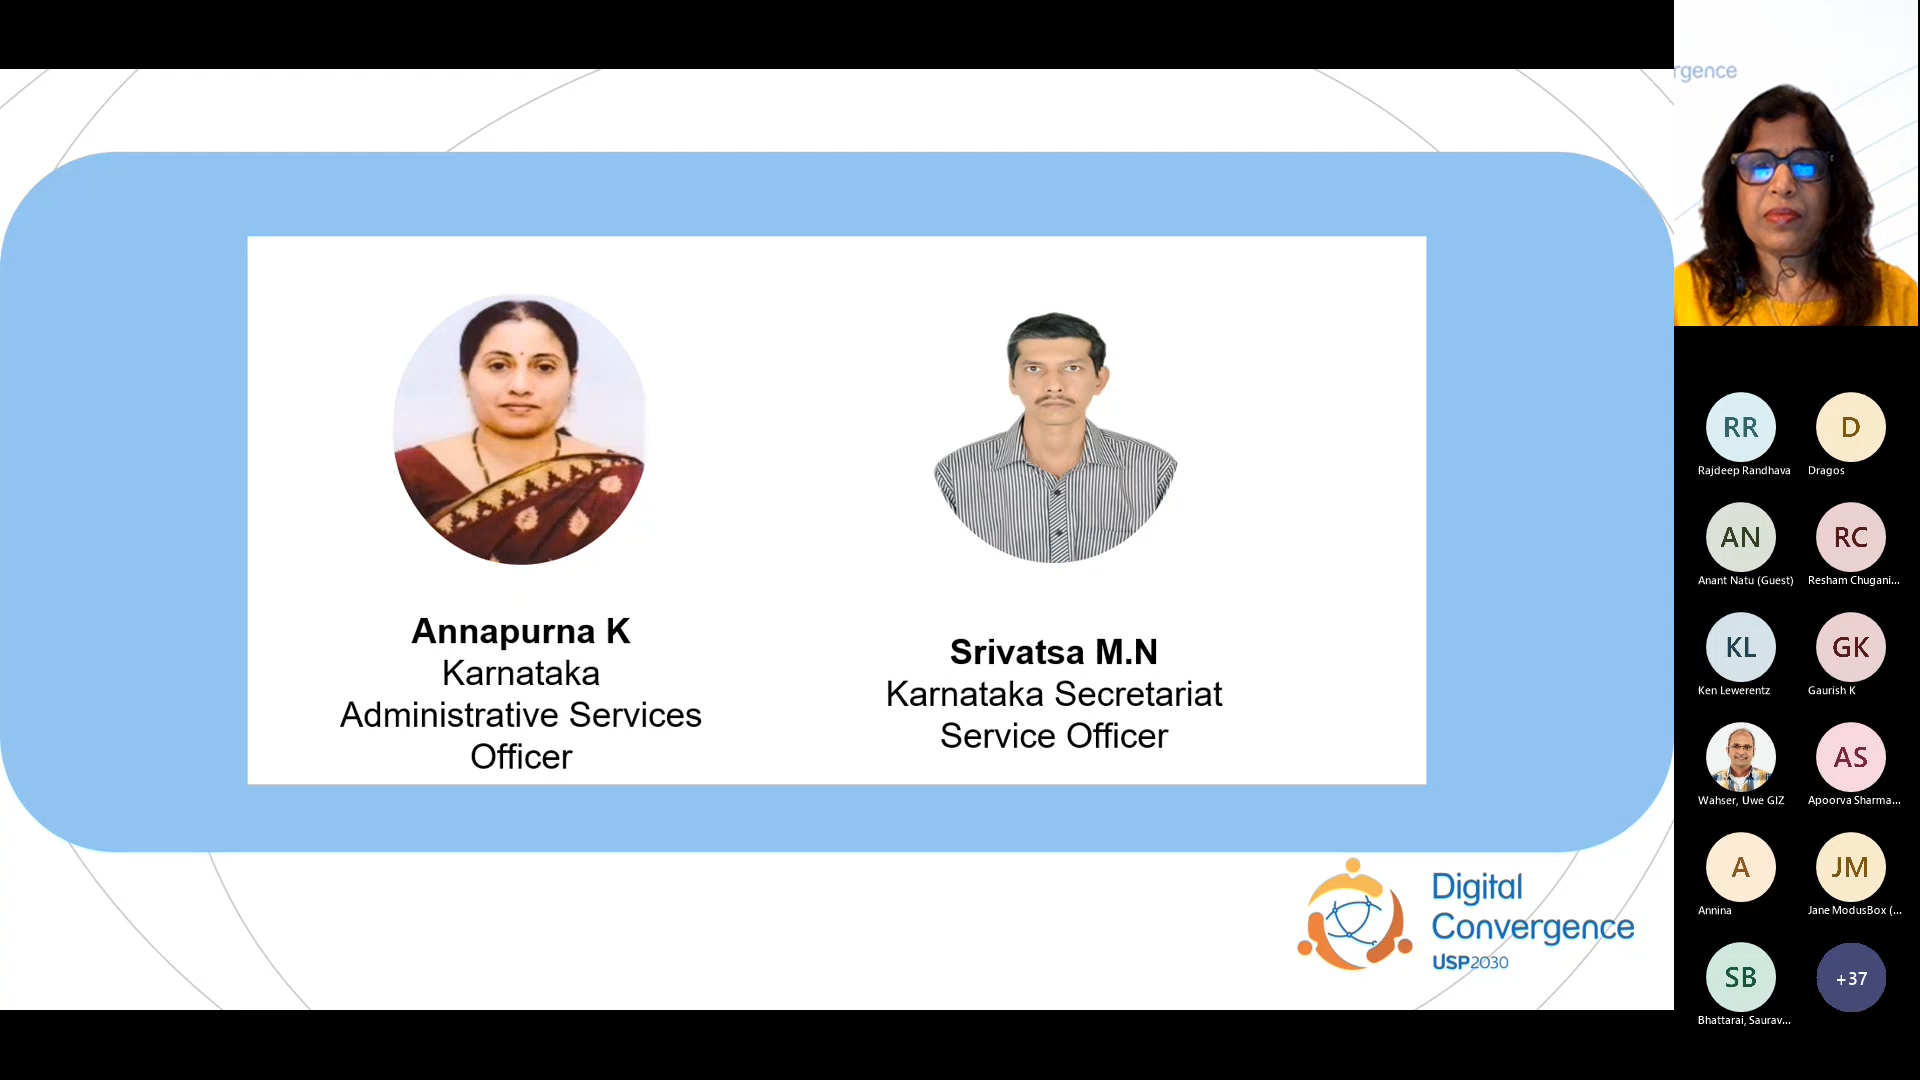 rgence
Annapurna K
Karnataka
Administrative Services
Officer
Srivatsa M.N
Karnataka Secretariat
Service Officer
Digital
Convergence
USP2030
RR
Rajdeep Randhava
D
Dragos
AN
Anant Natu (Guest)
RC
Resham Chugani...
KL
Ken Lewerentz
GK
Gaurish K
Wahser, Uwe GIZ
AS
Apoorva Sharma...
A
Annina
JM
Jane ModusBox (...
SB
Bhattarai, Saurav...
+37